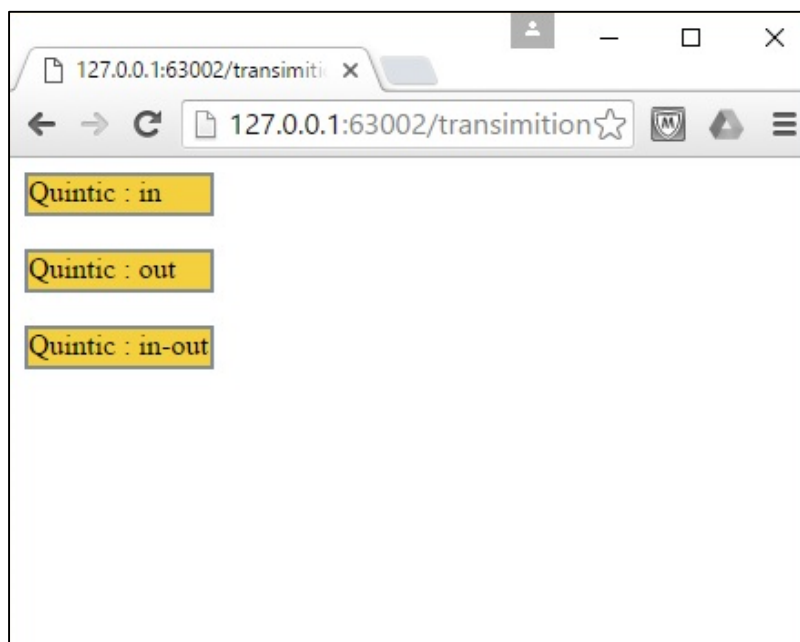 127.0.0.1:63002/transimiti
127.0.0.1:63002/transimition
Quintic : in
Quintic : out
Quintic : in-out